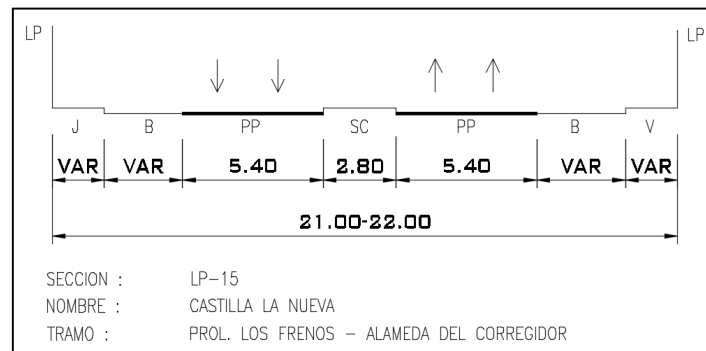 LP LP
J B PP SC PP B V
VAR VAR 5.40 2.80 5.40 VAR VAR
21.00-22.00
SECCION : LP-15
NOMBRE : CASTILLA LA NUEVA
TRAMO : PROL. LOS FRENOS - ALAMEDA DEL CORREGIDOR